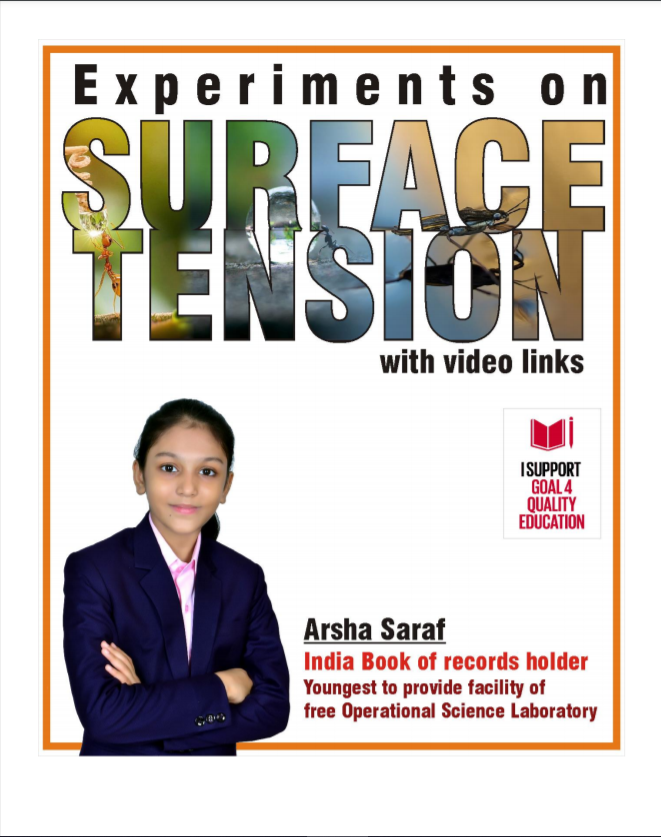 Experiments on
SURFACE
TENSION
with video links
I SUPPORT
GOAL 4
QUALITY
EDUCATION
Arsha Saraf
India Book of records holder
Youngest to provide facility of
free Operational Science Laboratory